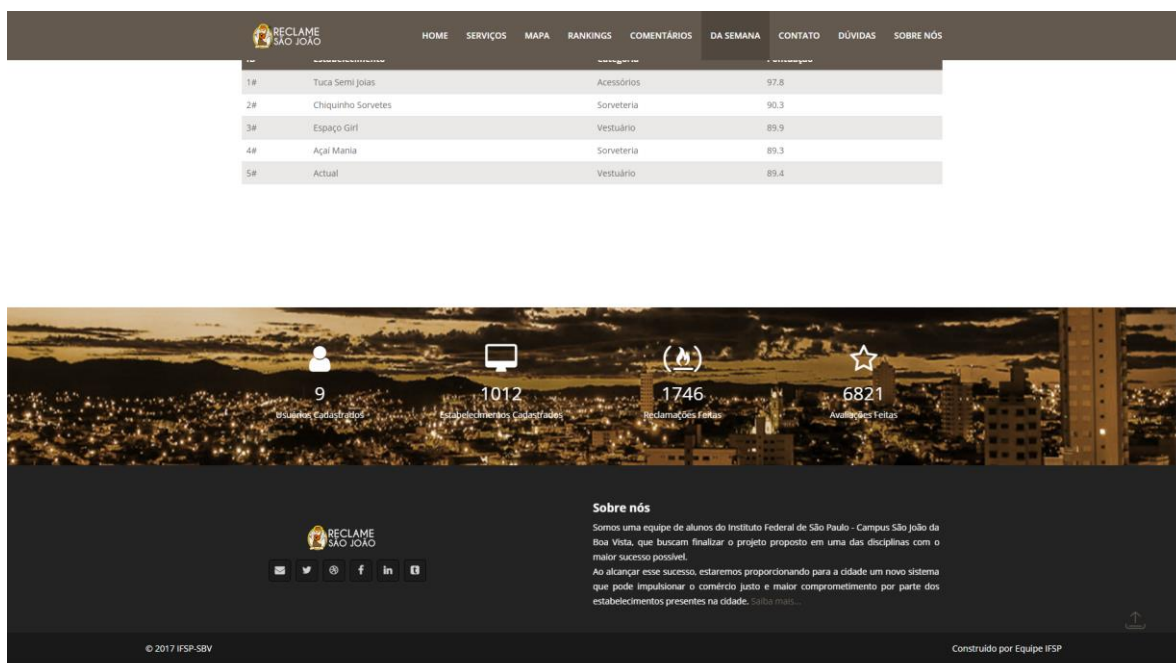 RECLAME
SÃO JOÃO
HOME SERVIÇOS MAPA RANKINGS COMENTÁRIOS DA SEMANA CONTATO DÚVIDAS SOBRE NÓS
ID Estabelecimento Categoria Pontuação
1# Tuca Semi Joias Acessórios 97.8
2# Chiquinho Sorvetes Sorveteria 90.3
3# Espaço Girl Vestuário 89.9
4# Açaí Mania Sorveteria 89.3
5# Actual Vestuário 89.4
9 1012 1746 6821
Usuários Cadastrados Estabelecimentos Cadastrados Reclamações Feitas Avaliações Feitas
RECLAME
SÃO JOÃO
Sobre nós
Somos uma equipe de alunos do Instituto Federal de São Paulo - Campus São João da
Boa Vista, que buscam finalizar o projeto proposto em uma das disciplinas com o
maior sucesso possível.
Ao alcançar esse sucesso, estaremos proporcionando para a cidade um novo sistema
que pode impulsionar o comércio justo e maior comprometimento por parte dos
estabelecimentos presentes na cidade. Saiba mais...
© 2017 IFSP-SBV Construído por Equipe IFSP